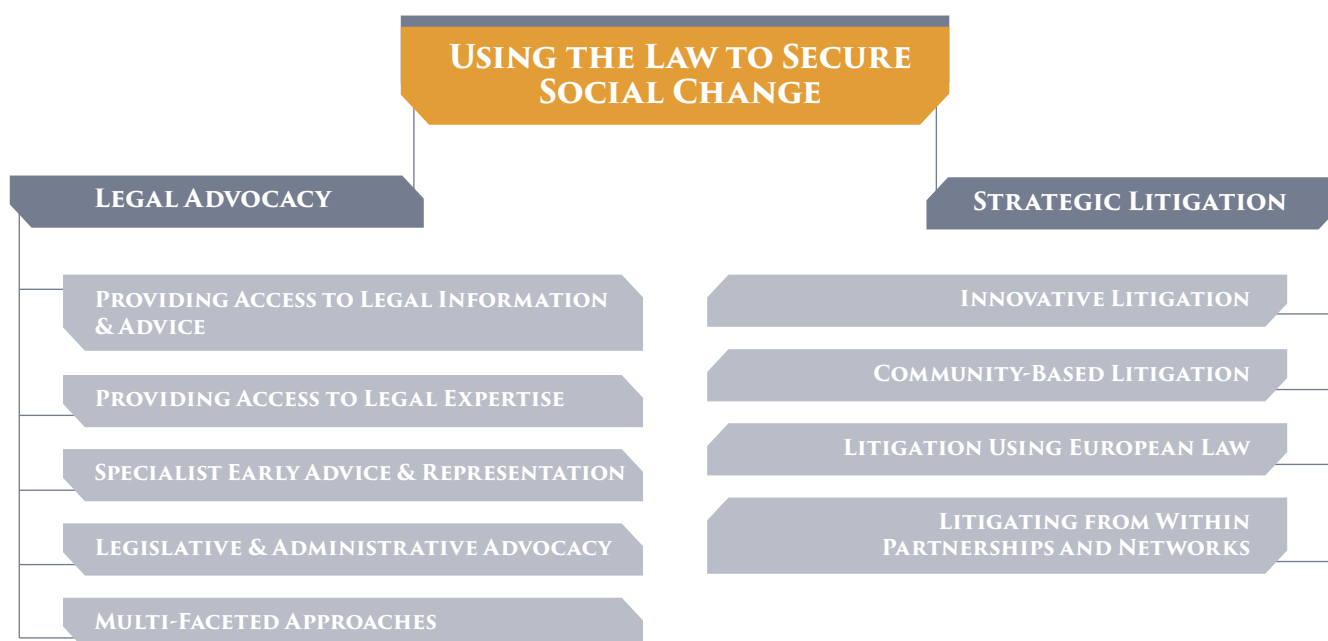 Using the Law to Secure
Social Change
Legal Advocacy
Providing Access to Legal Information
& Advice
Providing Access to Legal Expertise
Specialist Early Advice & Representation
Legislative & Administrative Advocacy
Multi-Faceted Approaches
Strategic Litigation
Innovative Litigation
Community-Based Litigation
Litigation Using European Law
Litigating from Within
Partnerships and Networks